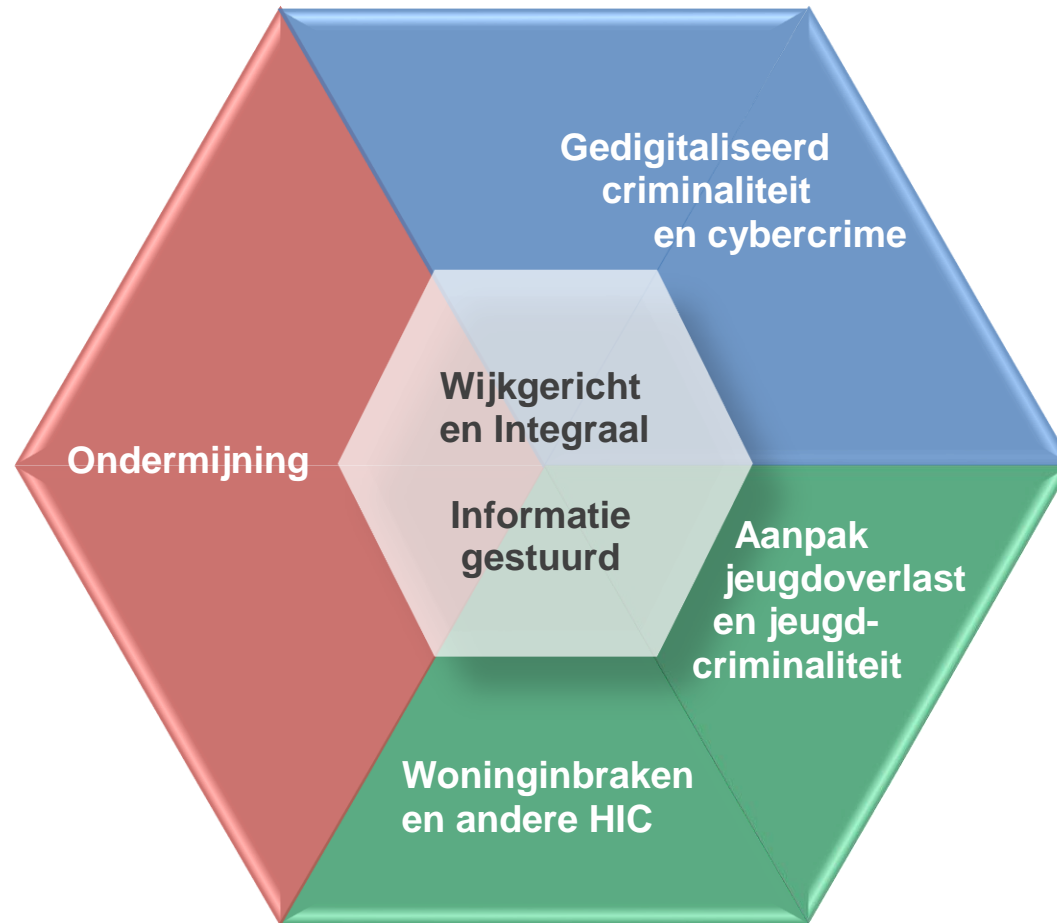 Gedigitaliseerd
criminaliteit
en cybercrime
Wijkgericht
en Integraal
Ondermijning
Informatie
gestuurd
Aanpak
jeugdoverlast
en jeugd-
criminaliteit
Woninginbraken
en andere HIC